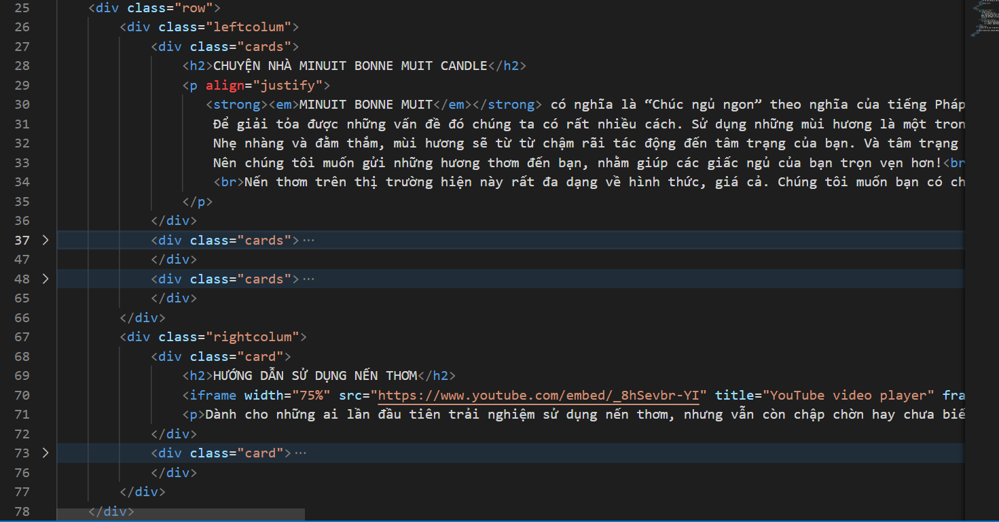 25 <div class="row">
26 <div class="leftcolum">
27 <div class="cards">
28 <h2>CHUYỆN NHÀ MINUIT BONNE MUIT CANDLE</h2>
29 <p align="justify">
30 <strong><em>MINUIT BONNE MUIT</em></strong> có nghĩa là “Chúc ngủ ngon” theo nghĩa của tiếng Pháp
31 Để giải tỏa được những vấn đề đó chúng ta có rất nhiều cách. Sử dụng những mùi hương là một tron
32 Nhẹ nhàng và đằm thắm, mùi hương sẽ từ từ chậm rãi tác động đến tâm trạng của bạn. Và tâm trạng
33 Nên chúng tôi muốn gửi những hương thơm đến bạn, nhằm giúp các giấc ngủ của bạn trọn vẹn hơn!<br
34 <br>Nến thơm trên thị trường hiện này rất đa dạng về hình thức, giá cả. Chúng tôi muốn bạn có ch
35 </p>
36 </div>
37 <div class="cards">···
47 </div>
48 <div class="cards">···
65 </div>
66 </div>
67 <div class="rightcolum">
68 <div class="card">
69 <h2>HƯỚNG DẪN SỬ DỤNG NẾN THƠM</h2>
70 <iframe width="75%" src="https://www.youtube.com/embed/_8hSevbr-YI" title="YouTube video player" fra
71 <p>Dành cho những ai lần đầu tiên trải nghiệm sử dụng nến thơm, nhưng vẫn còn chập chờn hay chưa biế
72 </div>
73 <div class="card">···
76 </div>
77 </div>
78 </div>